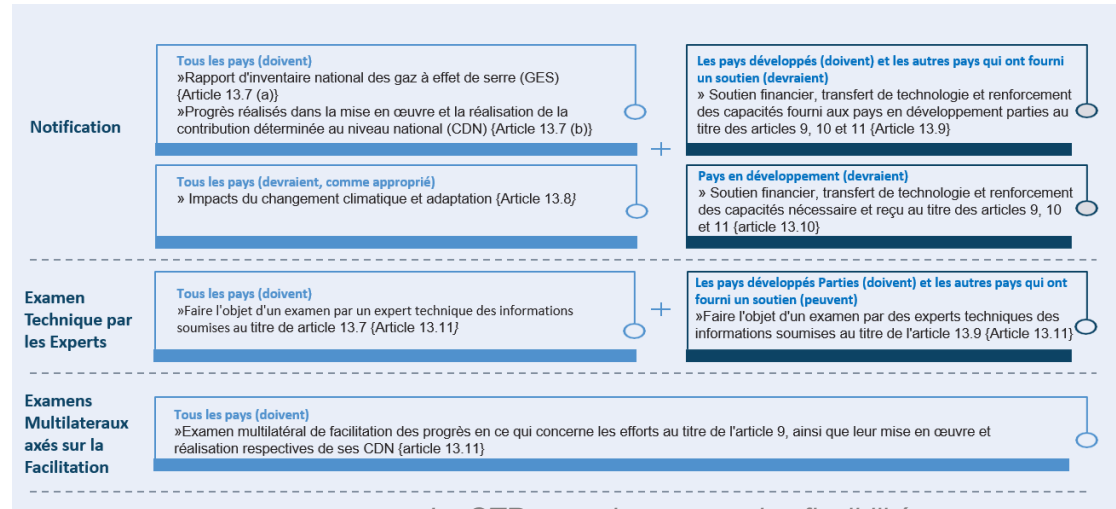 Notification
Tous les pays (doivent)
»Rapport d'inventaire national des gaz à effet de serre (GES)
{Article 13.7 (a)}
»Progrès réalisés dans la mise en œuvre et la réalisation de la
contribution déterminée au niveau national (CDN) {Article 13.7 (b)}
+
Les pays développés (doivent) et les autres pays qui ont fourni
un soutien (devraient)
» Soutien financier, transfert de technologie et renforcement
des capacités fourni aux pays en développement parties au
titre des articles 9, 10 et 11 {Article 13.9}
Tous les pays (devraient, comme approprié)
» Impacts du changement climatique et adaptation {Article 13.8}
Pays en développement (devraient)
» Soutien financier, transfert de technologie et renforcement
des capacités nécessaire et reçu au titre des articles 9, 10
et 11 {article 13.10}
Examen
Technique par
les Experts
Tous les pays (doivent)
»Faire l'objet d'un examen par un expert technique des informations
soumises au titre de article 13.7 {Article 13.11}
+
Les pays développés Parties (doivent) et les autres pays qui ont
fourni un soutien (peuvent)
»Faire l'objet d'un examen par des experts techniques des
informations soumises au titre de l'article 13.9 {Article 13.11}
Examens
Multilateraux
axés sur la
Facilitation
Tous les pays (doivent)
»Examen multilatéral de facilitation des progrès en ce qui concerne les efforts au titre de l'article 9, ainsi que leur mise en œuvre et
réalisation respectives de ses CDN {article 13.11}